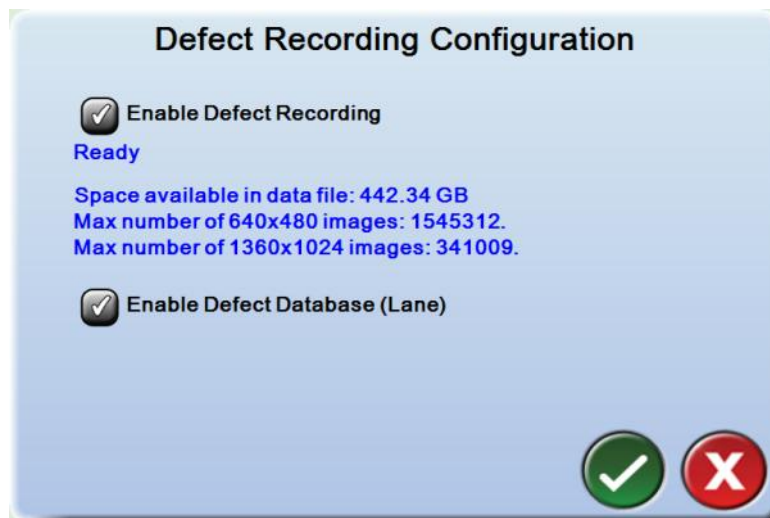 Defect Recording Configuration
Enable Defect Recording
Ready
Space available in data file: 442.34 GB
Max number of 640x480 images: 1545312.
Max number of 1360x1024 images: 341009.
Enable Defect Database (Lane)